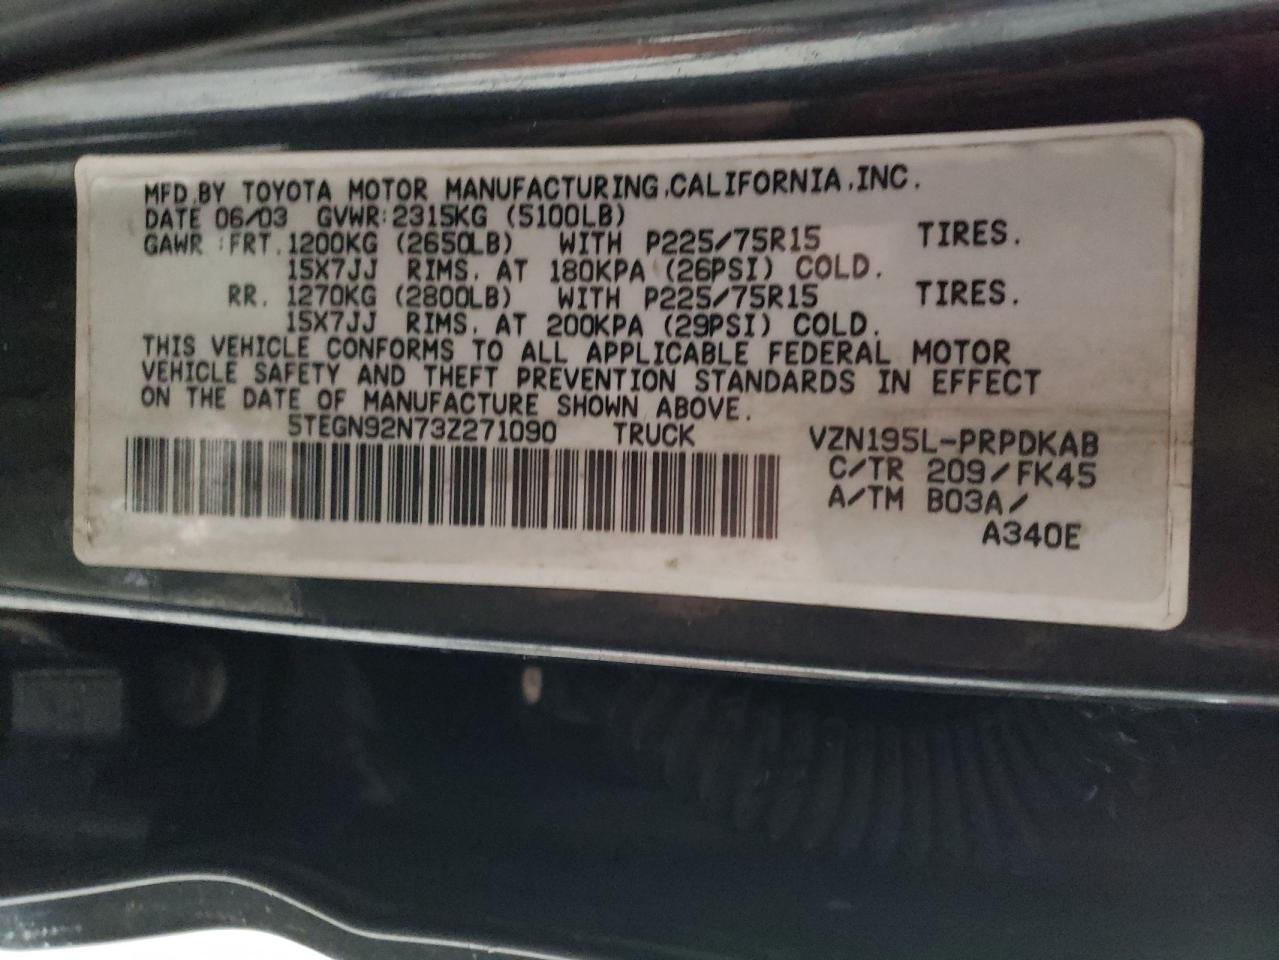 MFD.BY TOYOTA MOTOR MANUFACTURING,CALIFORNIA,INC.
DATE 06/03 GVWR:2315KG (5100LB)
GAWR :FRT. 1200KG (2650LB) WITH P225/75R15 TIRES.
15X7JJ RIMS. AT 180KPA (26PSI) COLD.
RR. 1270KG (2800LB) WITH P225/75R15 TIRES.
15X7JJ RIMS. AT 200KPA (29PSI) COLD.
THIS VEHICLE CONFORMS TO ALL APPLICABLE FEDERAL MOTOR
VEHICLE SAFETY AND THEFT PREVENTION STANDARDS IN EFFECT
ON THE DATE OF MANUFACTURE SHOWN ABOVE.
5TEGN92N73Z271090 TRUCK VZN195L-PRPDKAB
C/TR 209/FK45
A/TM B03A/
A340E